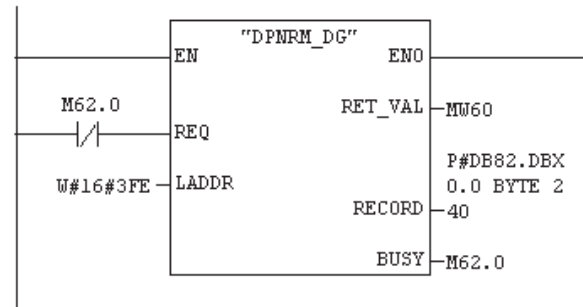 "DPNRM_DG"
EN
ENO
M62.0
REQ
RET_VAL
MW60
W#16#3FE
LADDR
P#DB82.DBX
0.0 BYTE 2
RECORD
40
BUSY
M62.0